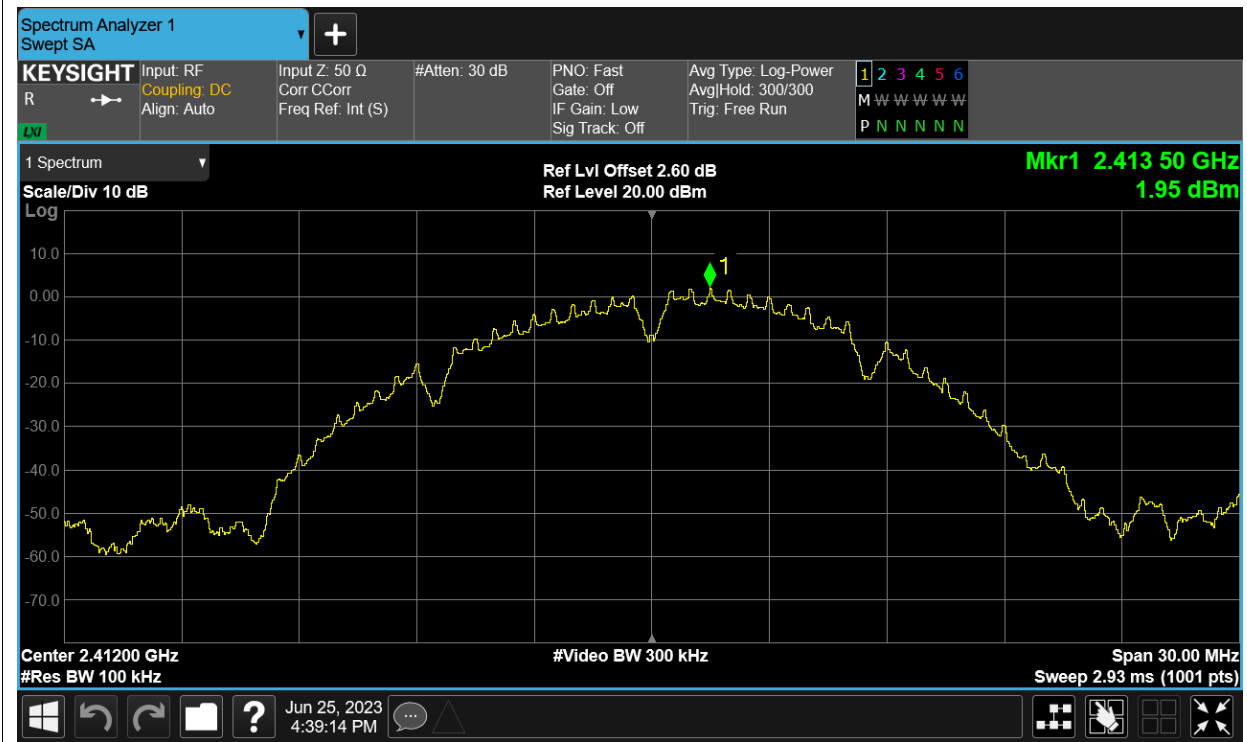 Spectrum Analyzer 1
Swept SA
+
KEYSIGHT
R
LXI
Input: RF
Coupling: DC
Align: Auto
Input Z: 50 Ω
Corr CCorr
Freq Ref: Int (S)
#Atten: 30 dB
PNO: Fast
Gate: Off
IF Gain: Low
Sig Track: Off
Avg Type: Log-Power
Avg|Hold: 300/300
Trig: Free Run
1 2 3 4 5 6
M W W W W W
P N N N N N
1 Spectrum
Scale/Div 10 dB
Log
Ref Lvl Offset 2.60 dB
Ref Level 20.00 dBm
Mkr1 2.413 50 GHz
1.95 dBm
1
10.0
0.00
-10.0
-20.0
-30.0
-40.0
-50.0
-60.0
-70.0
Center 2.41200 GHz
#Res BW 100 kHz
#Video BW 300 kHz
Span 30.00 MHz
Sweep 2.93 ms (1001 pts)
?
Jun 25, 2023
4:39:14 PM